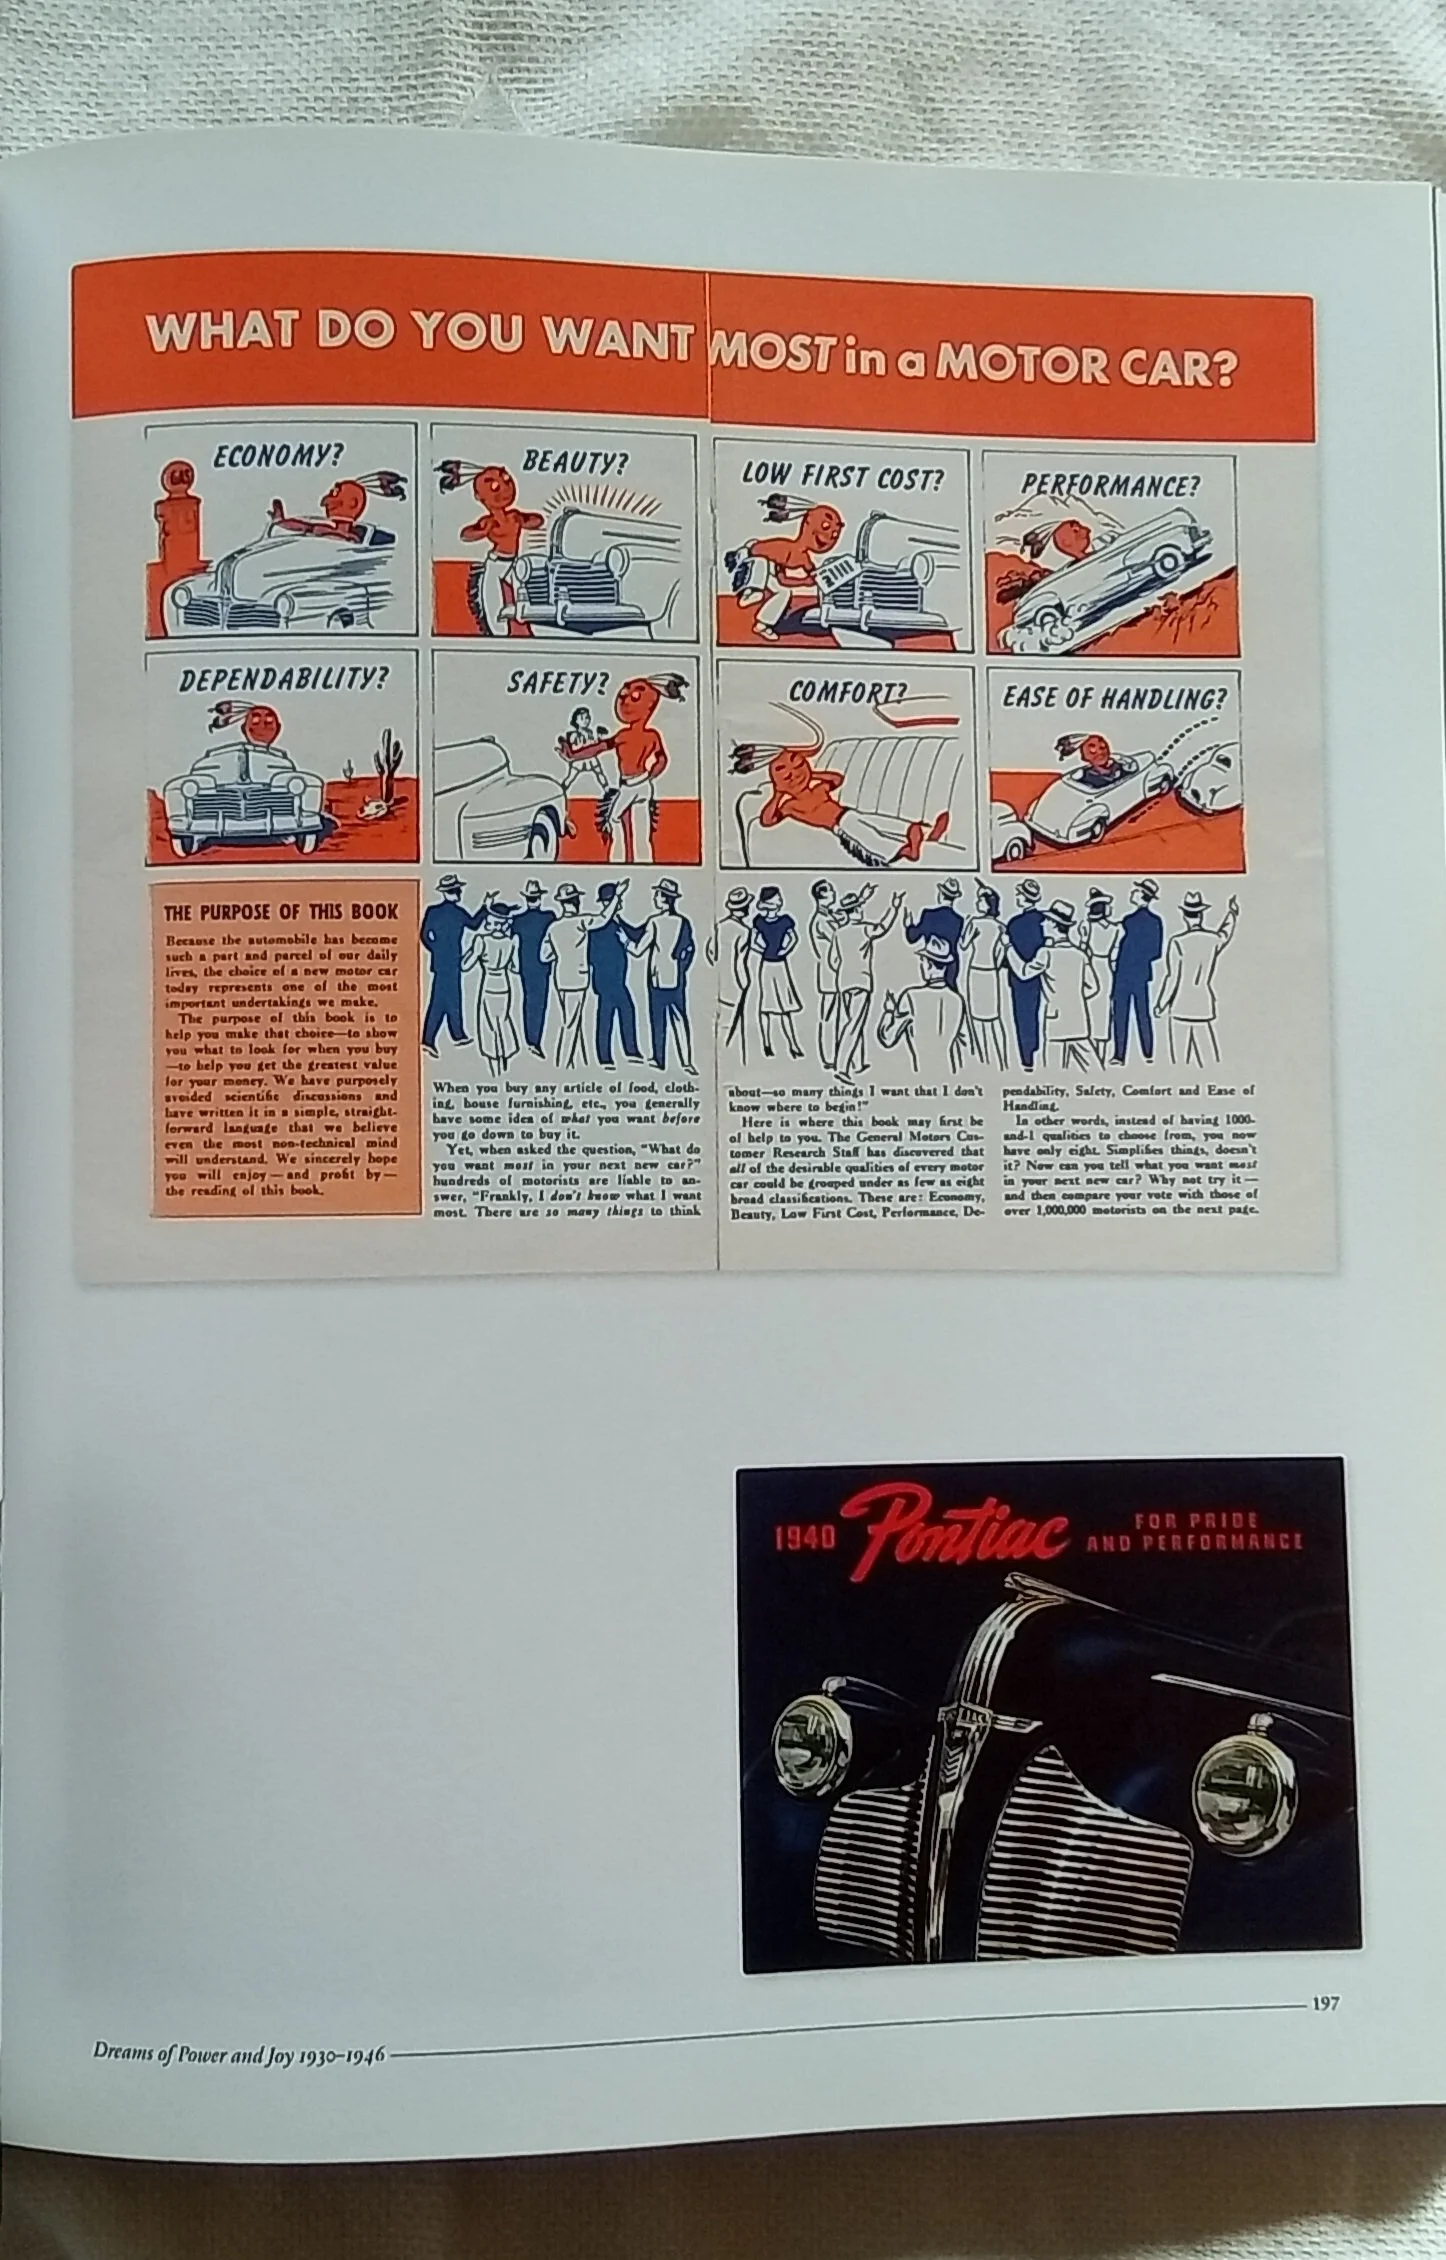 WHAT DO YOU WANT MOST in a MOTOR CAR?
ECONOMY?
GAS
BEAUTY?
LOW FIRST COST?
PERFORMANCE?
DEPENDABILITY?
SAFETY?
COMFORT?
EASE OF HANDLING?
THE PURPOSE OF THIS BOOK
Because the automobile has become
such a part and parcel of our daily
lives, the choice of a new motor car
today represents one of the most
important undertakings we make.
The purpose of this book is to
help you make that choice—to show
you what to look for when you buy
—to help you get the greatest value
for your money. We have purposely
avoided scientific discussions and
have written it in a simple, straight-
forward language that we believe
even the most non-technical mind
will understand. We sincerely hope
you will enjoy—and profit by—
the reading of this book.
When you buy any article of food, cloth-
ing, house furnishing, etc., you generally
have some idea of what you want before
you go down to buy it.
Yet, when asked the question, "What do
you want most in your next new car?"
hundreds of motorists are liable to an-
swer, "Frankly, I don't know what I want
most. There are so many things to think
about—so many things I want that I don't
know where to begin!"
Here is where this book may first be
of help to you. The General Motors Cus-
tomer Research Staff has discovered that
all of the desirable qualities of every motor
car could be grouped under as few as eight
broad classifications. These are: Economy,
Beauty, Low First Cost, Performance, De-
pendability, Safety, Comfort and Ease of
Handling.
In other words, instead of having 1000-
and-1 qualities to choose from, you now
have only eight. Simplifies things, doesn't
it? Now can you tell what you want most
in your next new car? Why not try it—
and then compare your vote with those of
over 1,000,000 motorists on the next page.
1940 Pontiac FOR PRIDE
AND PERFORMANCE
197
Dreams of Power and Joy 1930–1946